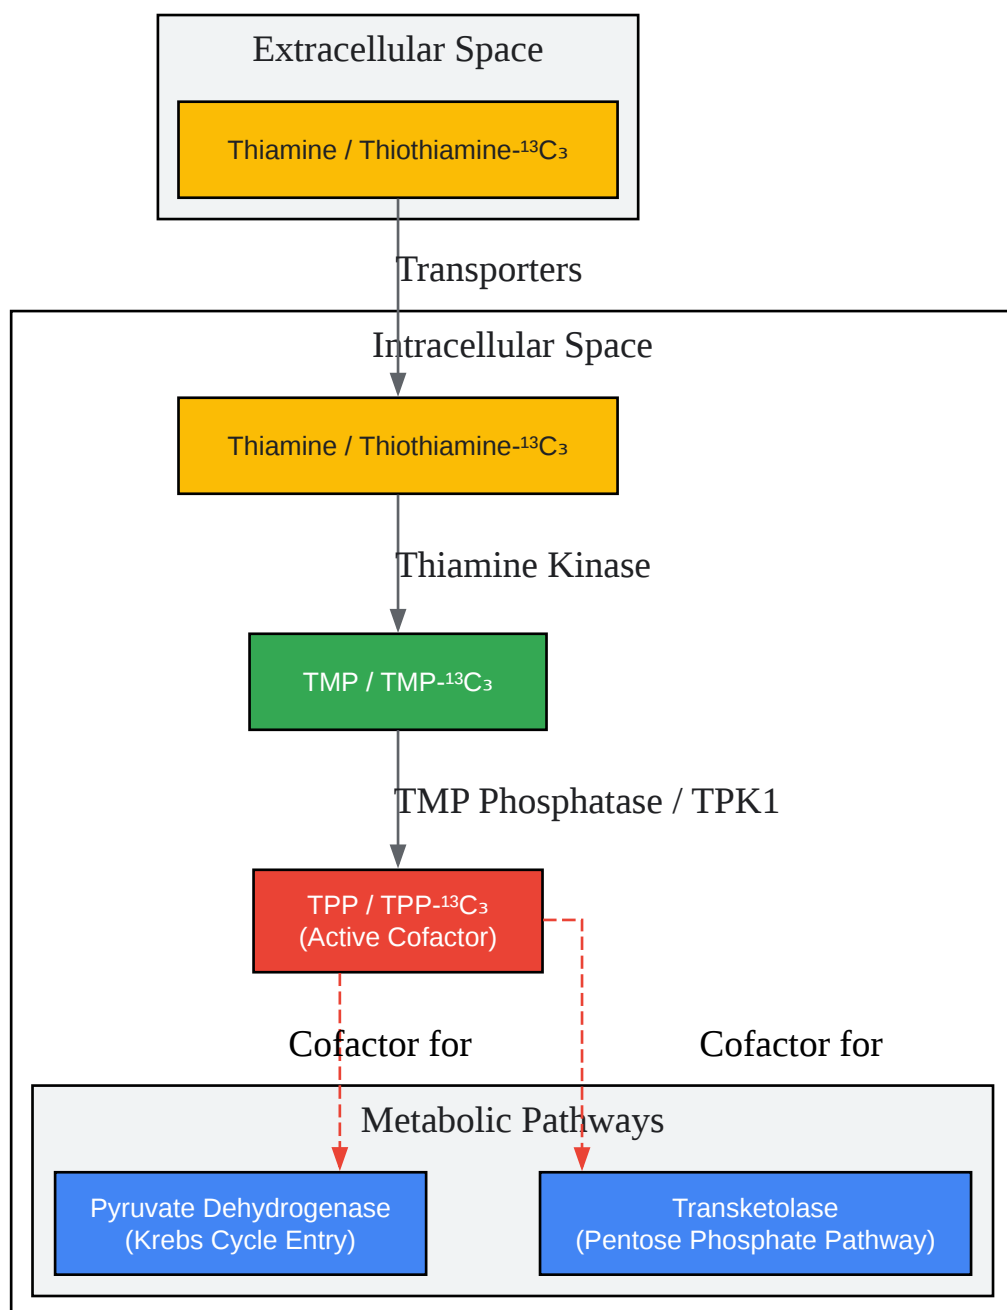 Extracellular Space
Thiamine / Thiothiamine-¹³C₃
Transporters
Intracellular Space
Thiamine / Thiothiamine-¹³C₃
Thiamine Kinase
TMP / TMP-¹³C₃
TMP Phosphatase / TPK1
TPP / TPP-¹³C₃
(Active Cofactor)
Cofactor for
Cofactor for
Metabolic Pathways
Pyruvate Dehydrogenase
(Krebs Cycle Entry)
Transketolase
(Pentose Phosphate Pathway)